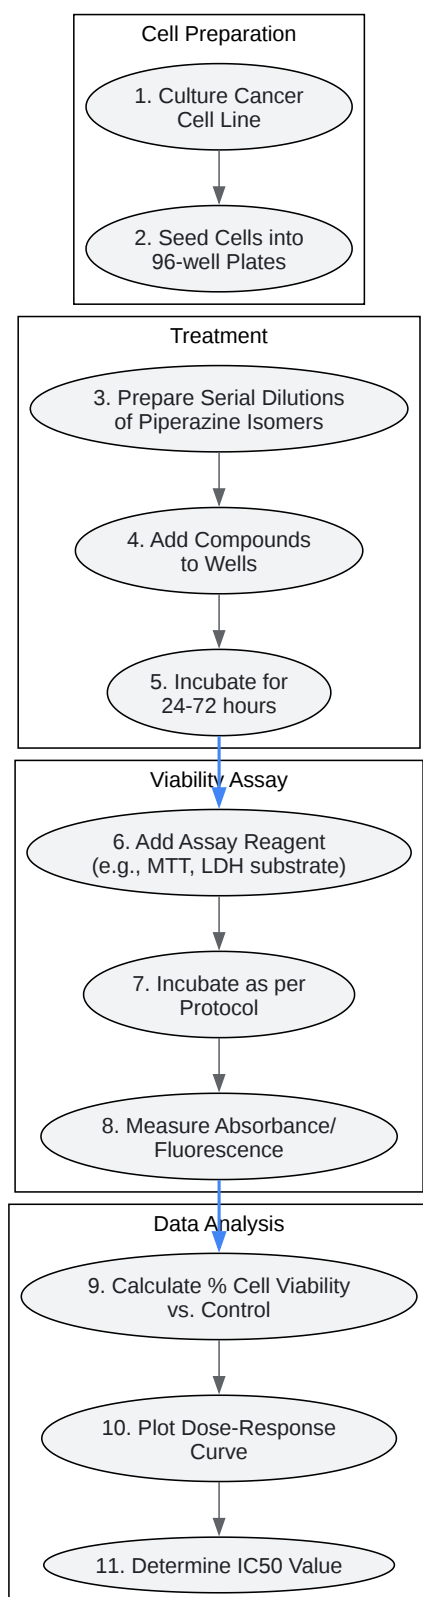 Cell Preparation
1. Culture Cancer
Cell Line
2. Seed Cells into
96-well Plates
Treatment
3. Prepare Serial Dilutions
of Piperazine Isomers
4. Add Compounds
to Wells
5. Incubate for
24-72 hours
Viability Assay
6. Add Assay Reagent
(e.g., MTT, LDH substrate)
7. Incubate as per
Protocol
8. Measure Absorbance/
Fluorescence
Data Analysis
9. Calculate % Cell Viability
vs. Control
10. Plot Dose-Response
Curve
11. Determine IC50 Value